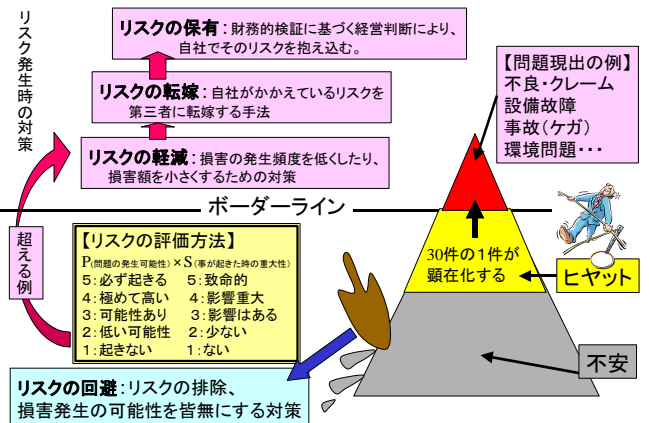 リスク発生時の対策
リスクの保有：財務的検証に基づく経営判断により、
自社でそのリスクを抱え込む。
リスクの転嫁：自社がかかえているリスクを
第三者に転嫁する手法
リスクの軽減：損害の発生頻度を低くしたり、
損害額を小さくするための対策
【問題現出の例】
不良・クレーム
設備故障
事故（ケガ）
環境問題・・・
ボーダーライン
超える例
【リスクの評価方法】
P(問題の発生可能性)×S(事が起きた時の重大性)
5：必ず起きる 5：致命的
4：極めて高い 4：影響重大
3：可能性あり 3：影響はある
2：低い可能性 2：少ない
1：起きない 1：ない
30件の１件が
顕在化する
ヒヤット
不安
リスクの回避：リスクの排除、
損害発生の可能性を皆無にする対策